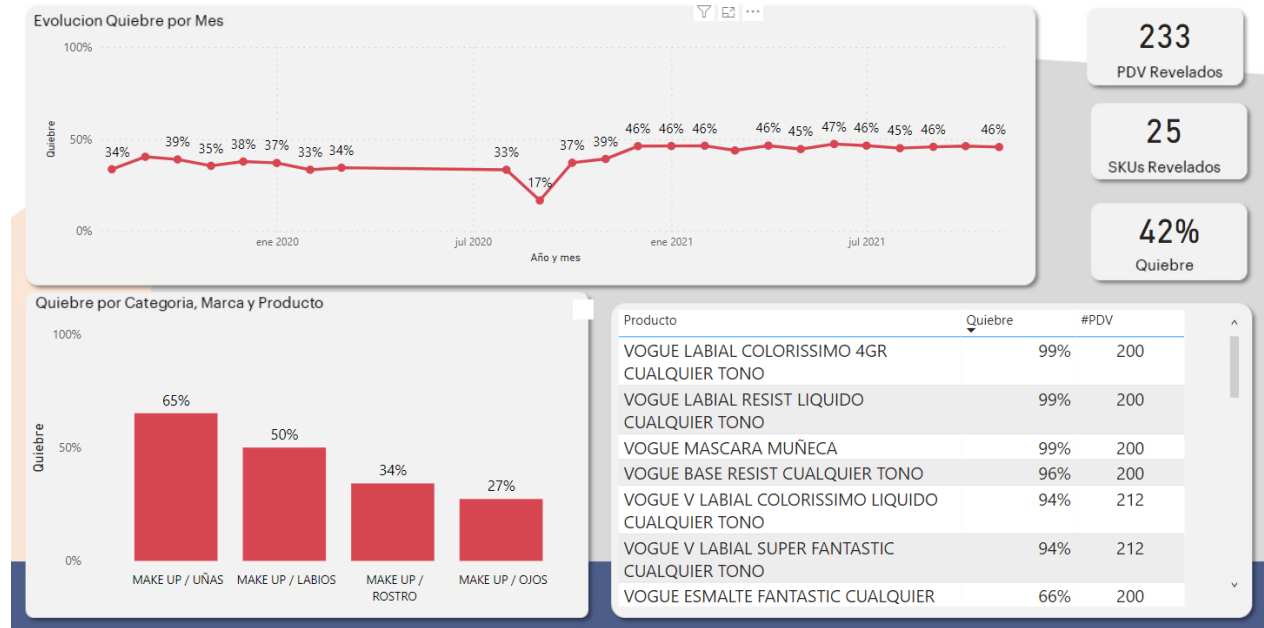 Evolucion Quiebre por Mes
100%
50%
0%
Quiebre
34%
39%
35%
38%
37%
33%
34%
33%
17%
37%
39%
46%
46%
46%
46%
45%
47%
46%
45%
46%
46%
ene 2020
jul 2020
ene 2021
jul 2021
Año y mes
233
PDV Revelados
25
SKUs Revelados
42%
Quiebre
Quiebre por Categoria, Marca y Producto
100%
50%
0%
Quiebre
65%
50%
34%
27%
MAKE UP / UÑAS
MAKE UP / LABIOS
MAKE UP /
ROSTRO
MAKE UP / OJOS
Producto Quiebre #PDV
VOGUE LABIAL COLORISSIMO 4GR 99% 200
CUALQUIER TONO
VOGUE LABIAL RESIST LIQUIDO 99% 200
CUALQUIER TONO
VOGUE MASCARA MUÑECA 99% 200
VOGUE BASE RESIST CUALQUIER TONO 96% 200
VOGUE V LABIAL COLORISSIMO LIQUIDO 94% 212
CUALQUIER TONO
VOGUE V LABIAL SUPER FANTASTIC 94% 212
CUALQUIER TONO
VOGUE ESMALTE FANTASTIC CUALQUIER 66% 200